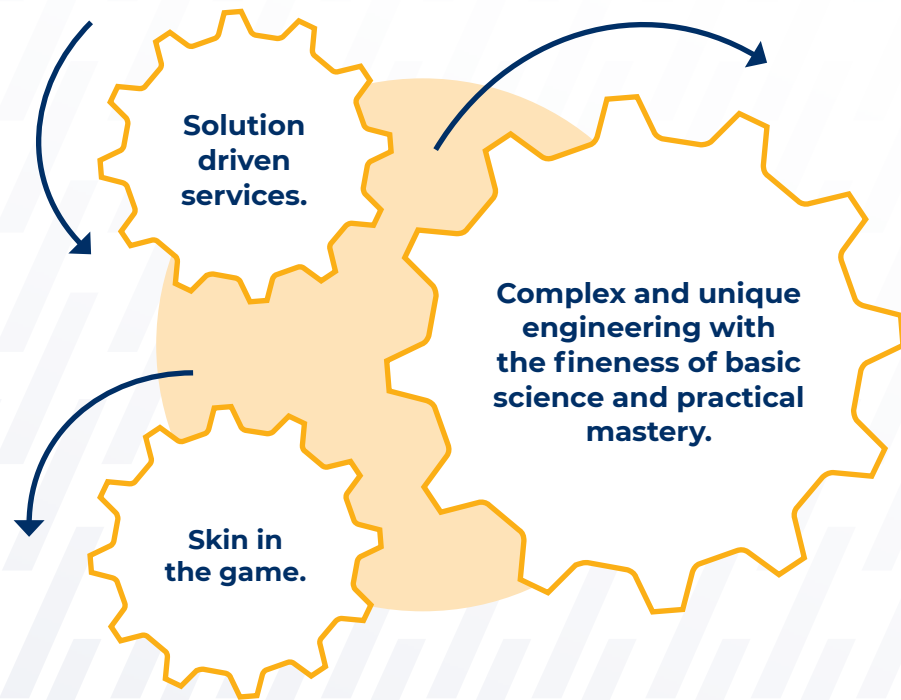 Solution
driven
services.
Complex and unique
engineering with
the fineness of basic
science and practical
mastery.
Skin in
the game.